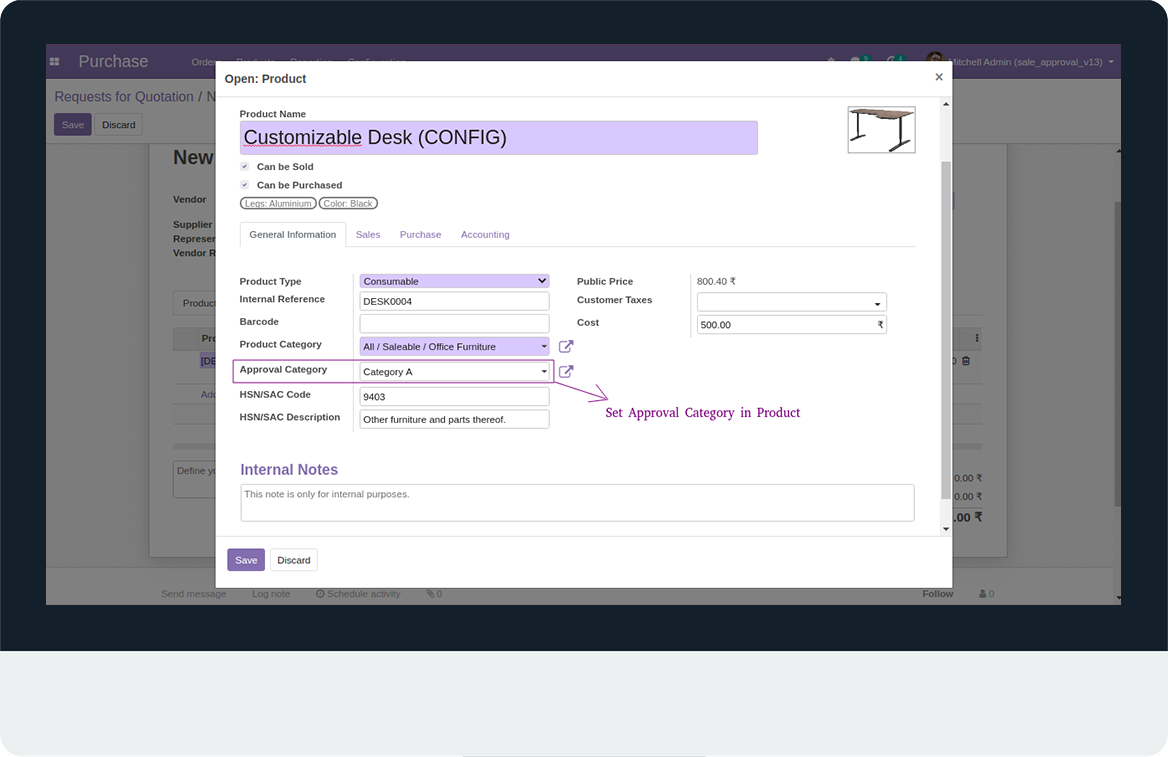 Purchase
Mitchell Admin (sale_approval_v13)
Requests for Quotation / N
Save Discard
New
Vendor
Supplier
Represer
Vendor R
Product
Pro
[DE
Add
Define yo
0.00 ₹
0.00 ₹
.00 ₹
Open: Product ×
Product Name
Customizable Desk (CONFIG)
Can be Sold
Can be Purchased
Legs: Aluminium Color: Black
General Information Sales Purchase Accounting
Product Type Consumable Public Price 800.40 ₹
Internal Reference DESK0004 Customer Taxes
Barcode Cost 500.00 ₹
Product Category All / Saleable / Office Furniture
Approval Category Category A
HSN/SAC Code 9403
Set Approval Category in Product
HSN/SAC Description Other furniture and parts thereof.
Internal Notes
This note is only for internal purposes.
Save Discard
Send message Log note Schedule activity 0 Follow 0